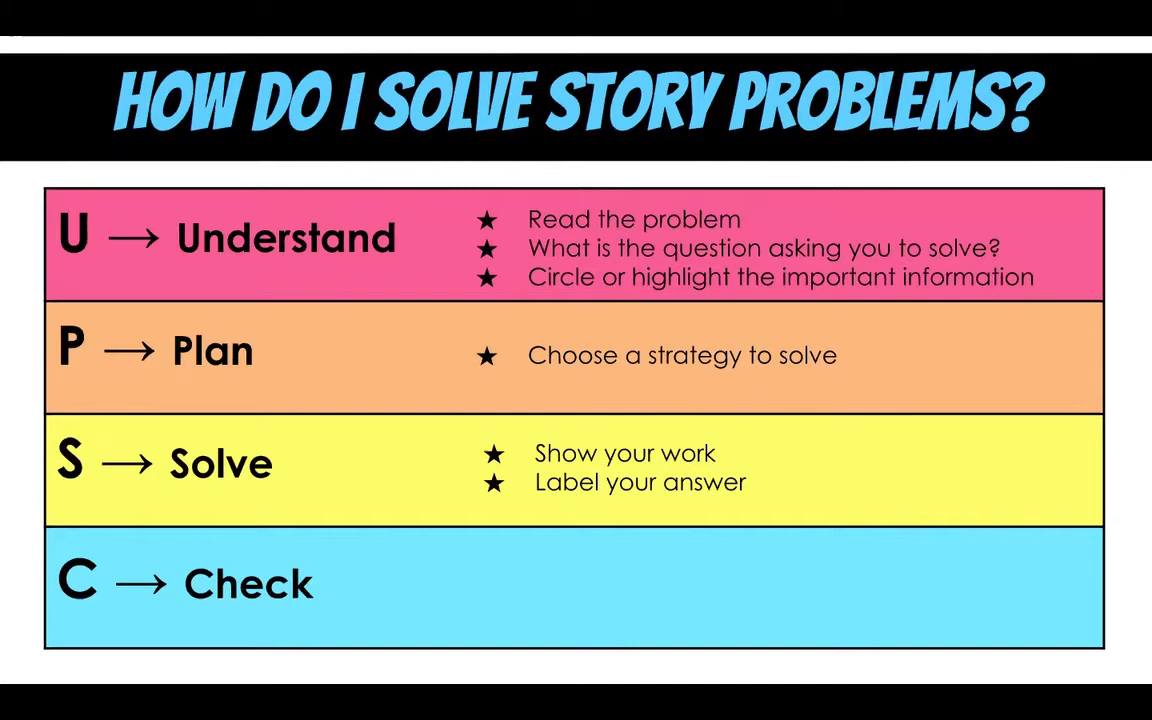 HOW DO I SOLVE STORY PROBLEMS?
U → Understand
★ Read the problem
★ What is the question asking you to solve?
★ Circle or highlight the important information
P → Plan
★ Choose a strategy to solve
S → Solve
★ Show your work
★ Label your answer
C → Check